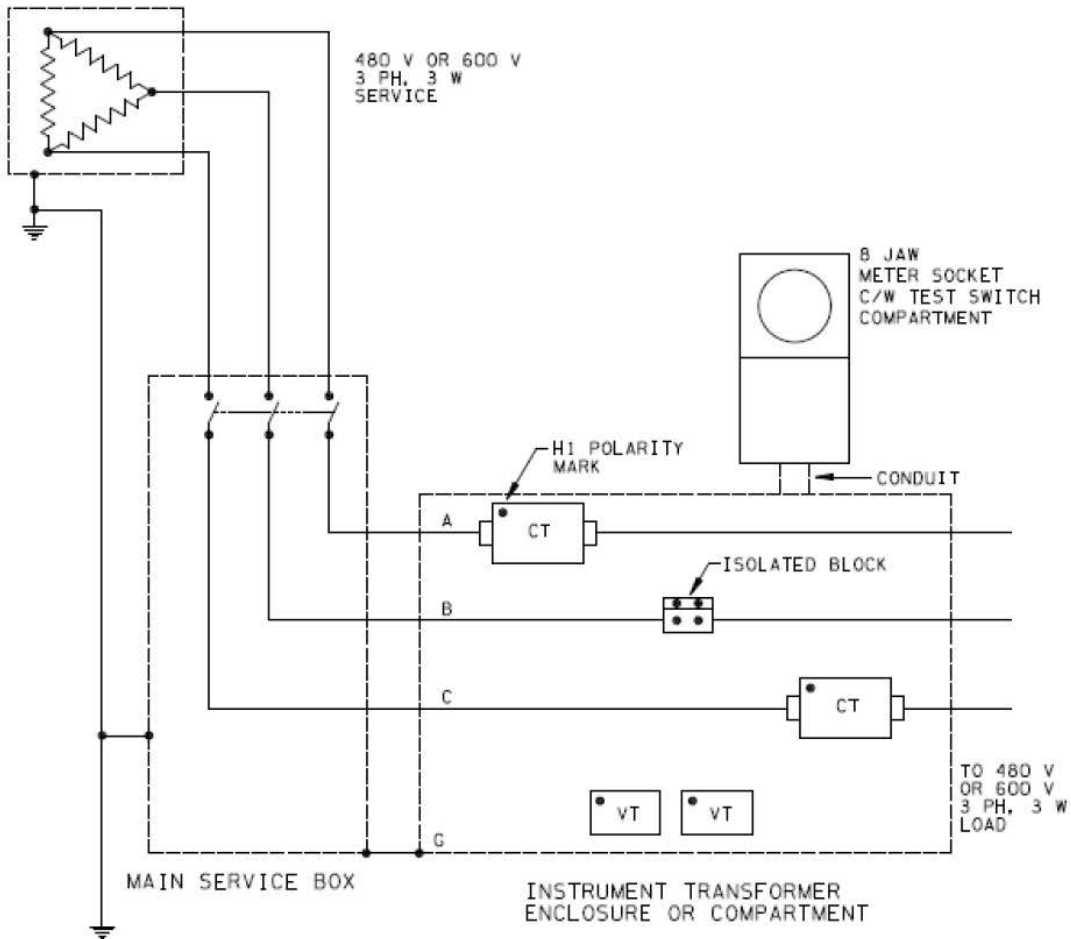 480 V OR 600 V
3 PH. 3 W
SERVICE
8 JAW
METER SOCKET
C/W TEST SWITCH
COMPARTMENT
H1 POLARITY
MARK
CONDUIT
A
CT
ISOLATED BLOCK
B
C
CT
TO 480 V
OR 600 V
3 PH. 3 W
LOAD
VT
VT
G
MAIN SERVICE BOX
INSTRUMENT TRANSFORMER
ENCLOSURE OR COMPARTMENT